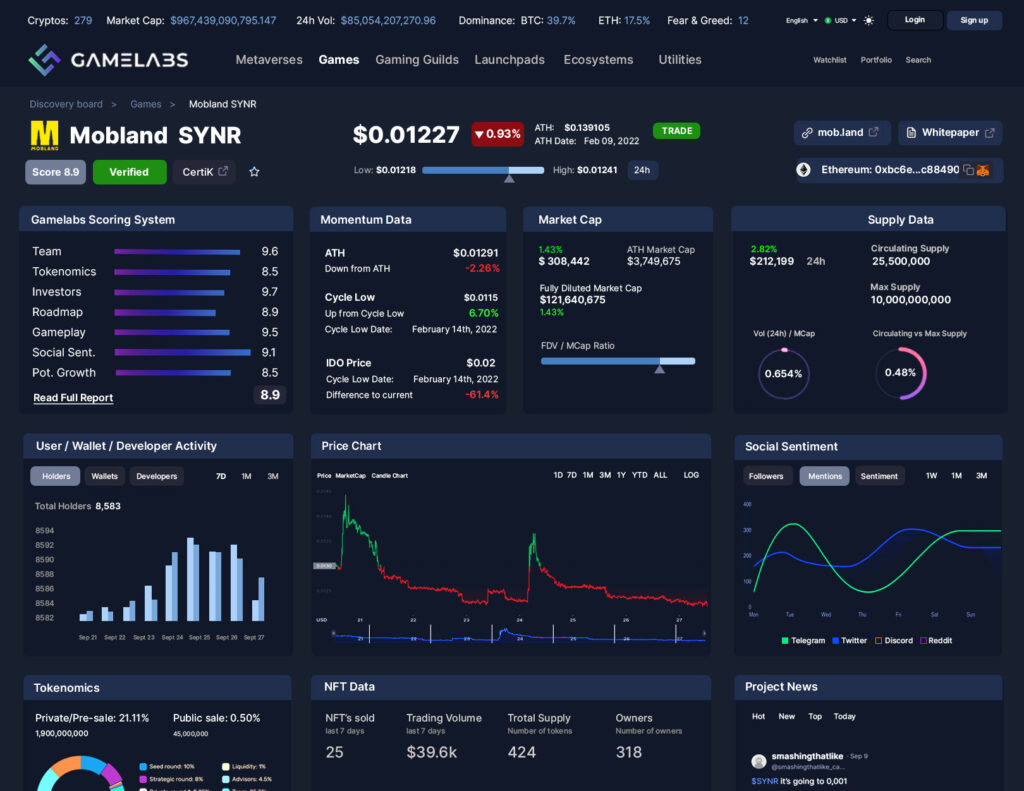 Cryptos: 279 Market Cap: $967,439,090,795.147 24h Vol: $85,054,207,270.96 Dominance: BTC: 39.7% ETH: 17.5% Fear & Greed: 12 English USD Login Sign up
GAMELABS Metaverses Games Gaming Guilds Launchpads Ecosystems Utilities Watchlist Portfolio Search
Discovery board > Games > Mobland SYNR
MOBLAND
Mobland SYNR
$0.01227 ▼0.93% ATH: $0.139105
ATH Date: Feb 09, 2022
TRADE
mob.land Whitepaper
Score 8.9 Verified CertiK
Low: $0.01218 High: $0.01241 24h
Ethereum: 0xbc6e...c88490
Gamelabs Scoring System
Team 9.6
Tokenomics 8.5
Investors 9.7
Roadmap 8.9
Gameplay 9.5
Social Sent. 9.1
Pot. Growth 8.5
Read Full Report 8.9
Momentum Data
ATH $0.01291
Down from ATH -2.26%
Cycle Low $0.0115
Up from Cycle Low 6.70%
Cycle Low Date: February 14th, 2022
IDO Price $0.02
Cycle Low Date: February 14th, 2022
Difference to current -61.4%
Market Cap
1.43%
$ 308,442
ATH Market Cap
$3,749,675
Fully Diluted Market Cap
$121,640,675
1.43%
FDV / MCap Ratio
Supply Data
2.82%
$212,199 24h
Circulating Supply
25,500,000
Max Supply
10,000,000,000
Vol (24h) / MCap Circulating vs Max Supply
0.654% 0.48%
User / Wallet / Developer Activity
Holders Wallets Developers 7D 1M 3M
Total Holders 8,583
8594
8592
8590
8588
8586
8584
8582
Sep 21 Sept 22 Sept 23 Sept 24 Sept 25 Sept 26 Sept 27
Price Chart
Price MarketCap Candle Chart 1D 7D 1M 3M 1Y YTD ALL LOG
USD 21 22 23 24 25 26 27
21 22 23 24 25 26 27
Social Sentiment
Followers Mentions Sentiment 1W 1M 3M
400
300
200
100
0
Mon Tue Wed Thu Fri Sat Sun
Telegram Twitter Discord Reddit
Tokenomics
Private/Pre-sale: 21.11% Public sale: 0.50%
1,900,000,000 45,000,000
Seed round: 10% Liquidity: 1%
Strategic round: 8% Advisors: 4.5%
NFT Data
NFT's sold Trading Volume Trotal Supply Owners
last 7 days last 7 days Number of tokens Number of owners
25 $39.6k 424 318
Project News
Hot New Top Today
smashingthatlike · Sep 9
@smashingthatlike_ca...
$SYNR it's going to 0,001